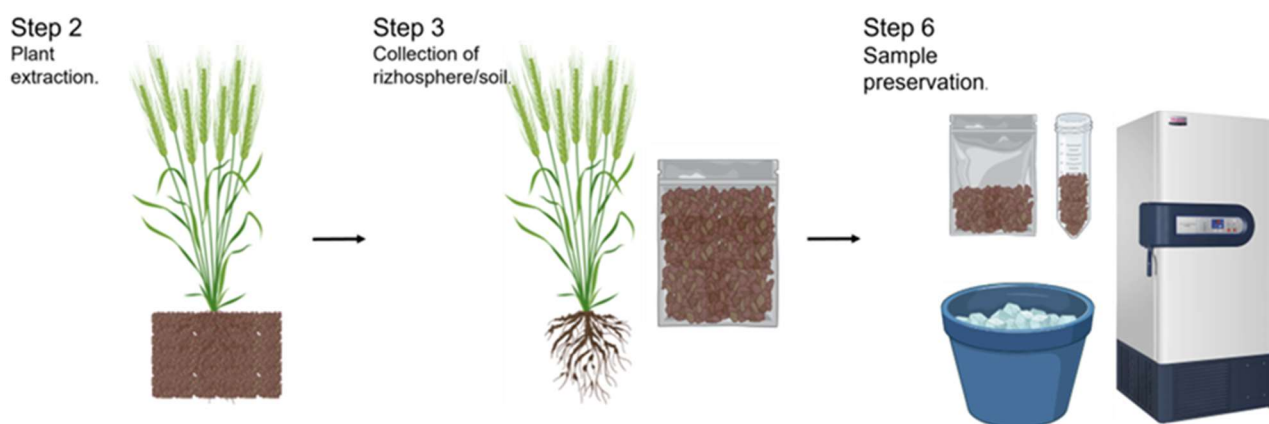 Step 2
Plant
extraction.
Step 3
Collection of
rizhosphere/soil.
Step 6
Sample
preservation.